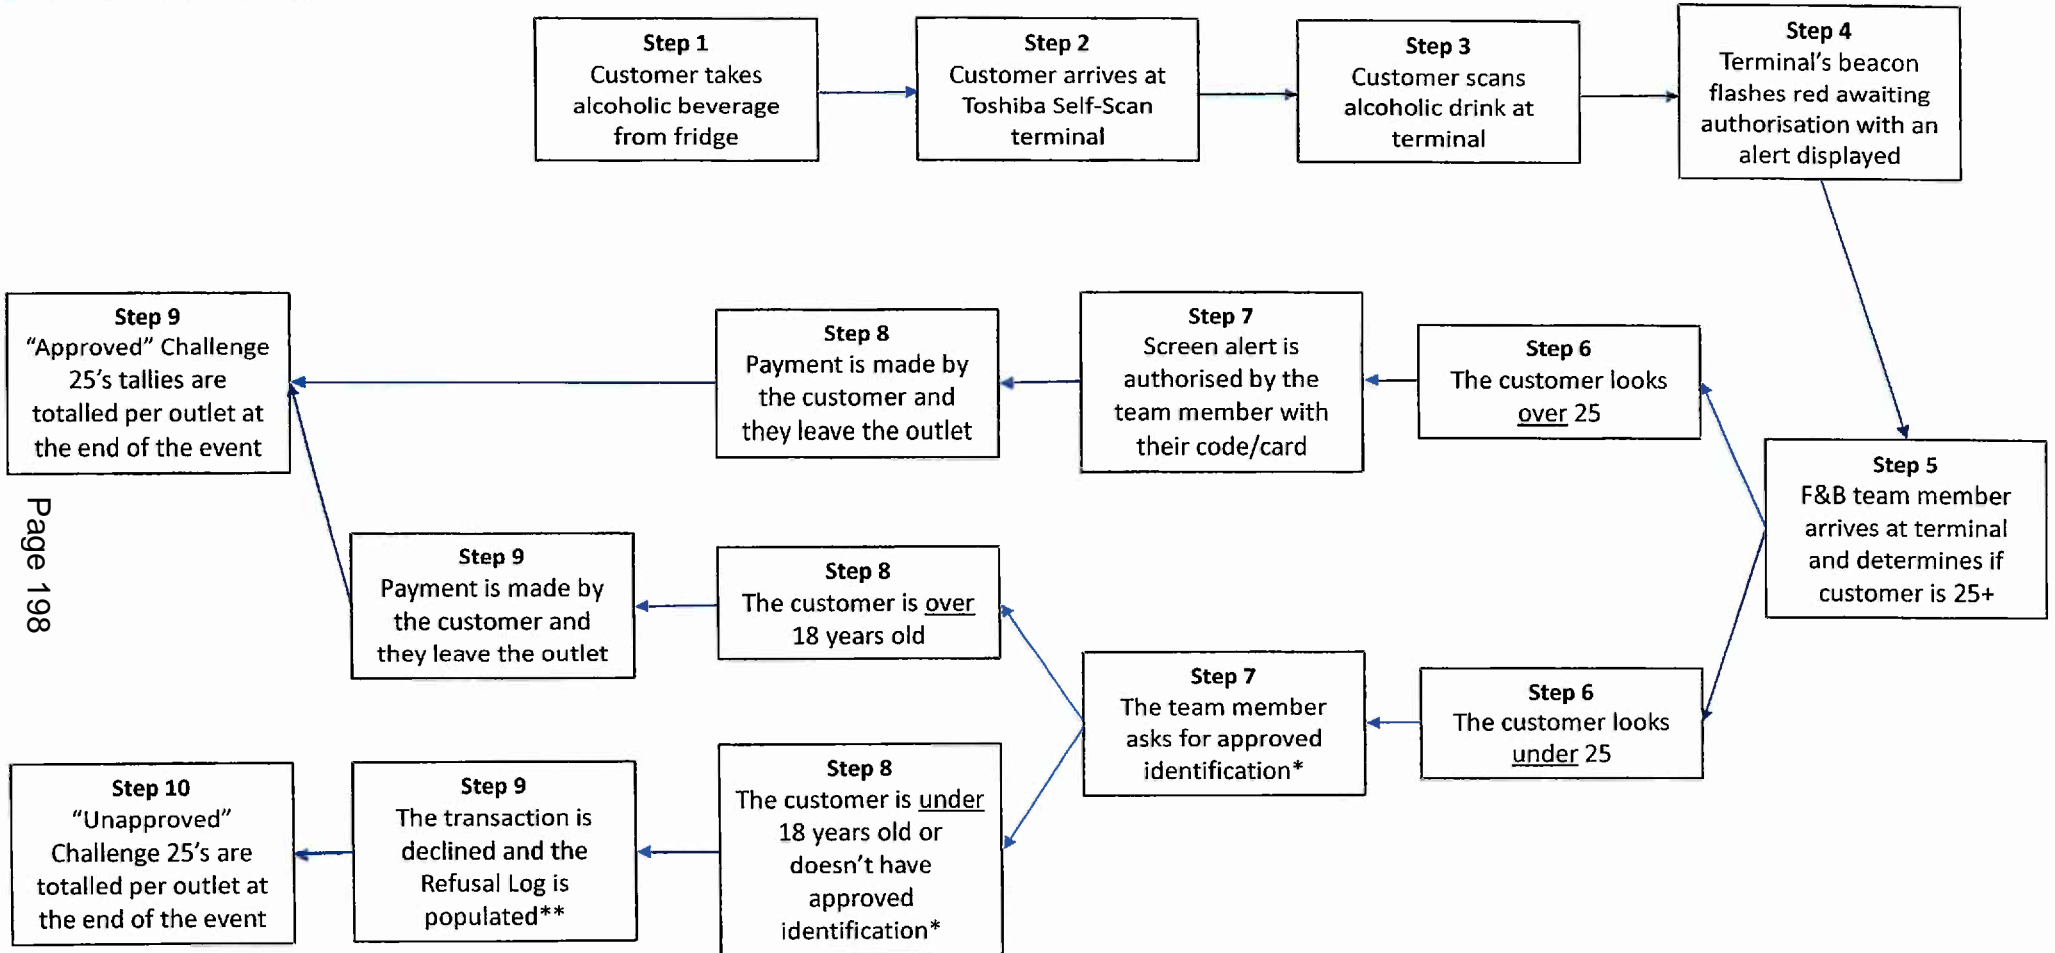 Step 1
Customer takes
alcoholic beverage
from fridge
Step 2
Customer arrives at
Toshiba Self-Scan
terminal
Step 3
Customer scans
alcoholic drink at
terminal
Step 4
Terminal's beacon
flashes red awaiting
authorisation with an
alert displayed
Step 5
F&B team member
arrives at terminal
and determines if
customer is 25+
Step 6
The customer looks
over 25
Step 7
Screen alert is
authorised by the
team member with
their code/card
Step 8
Payment is made by
the customer and
they leave the outlet
Step 9
“Approved” Challenge
25's tallies are
totalled per outlet at
the end of the event
Step 6
The customer looks
under 25
Step 7
The team member
asks for approved
identification*
Step 8
The customer is over
18 years old
Step 9
Payment is made by
the customer and
they leave the outlet
Step 8
The customer is under
18 years old or
doesn't have
approved
identification*
Step 9
The transaction is
declined and the
Refusal Log is
populated**
Step 10
“Unapproved”
Challenge 25's are
totalled per outlet at
the end of the event
Page 198